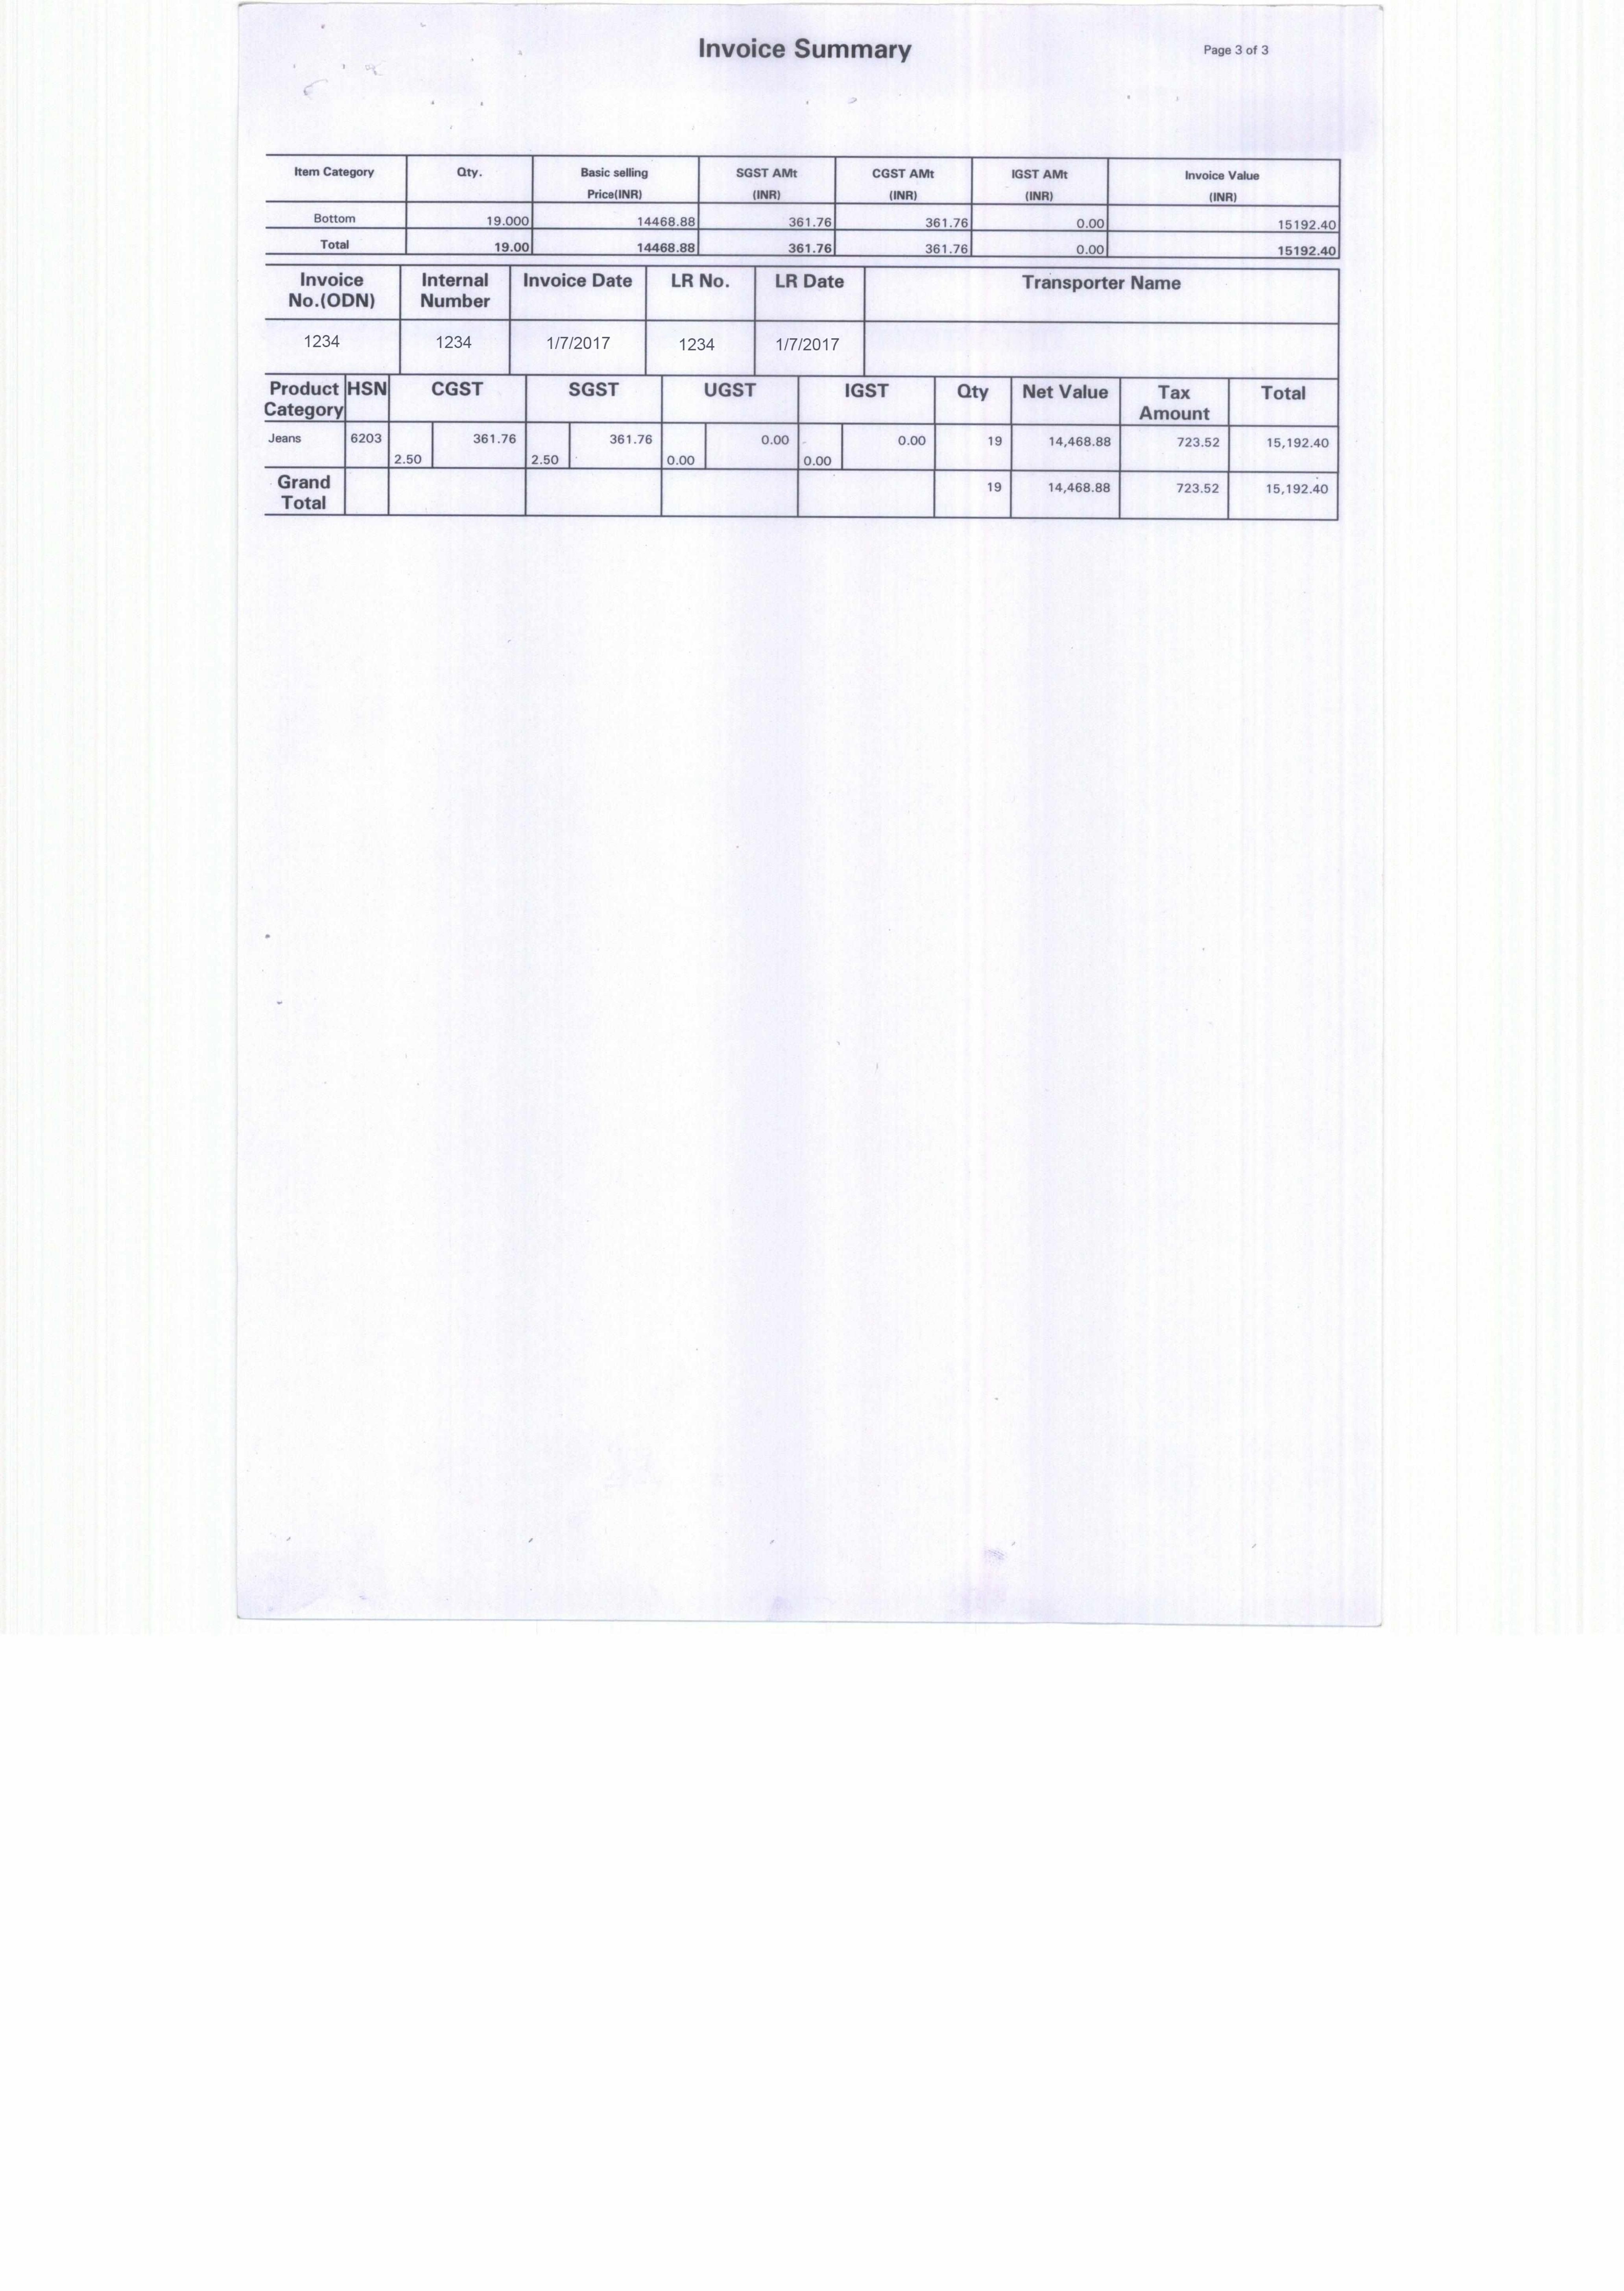 Invoice Summary
Page 3 of 3
Item Category Qty. Basic selling Price(INR) SGST AMt (INR) CGST AMt (INR) IGST AMt (INR) Invoice Value (INR)
Bottom 19.000 14468.88 361.76 361.76 0.00 15192.40
Total 19.00 14468.88 361.76 361.76 0.00 15192.40
Invoice No.(ODN) Internal Number Invoice Date LR No. LR Date Transporter Name
1234 1234 1/7/2017 1234 1/7/2017
Product Category HSN CGST SGST UGST IGST Qty Net Value Tax Amount Total
Jeans 6203 2.50 361.76 2.50 361.76 0.00 0.00 0.00 0.00 19 14,468.88 723.52 15,192.40
Grand Total 19 14,468.88 723.52 15,192.40